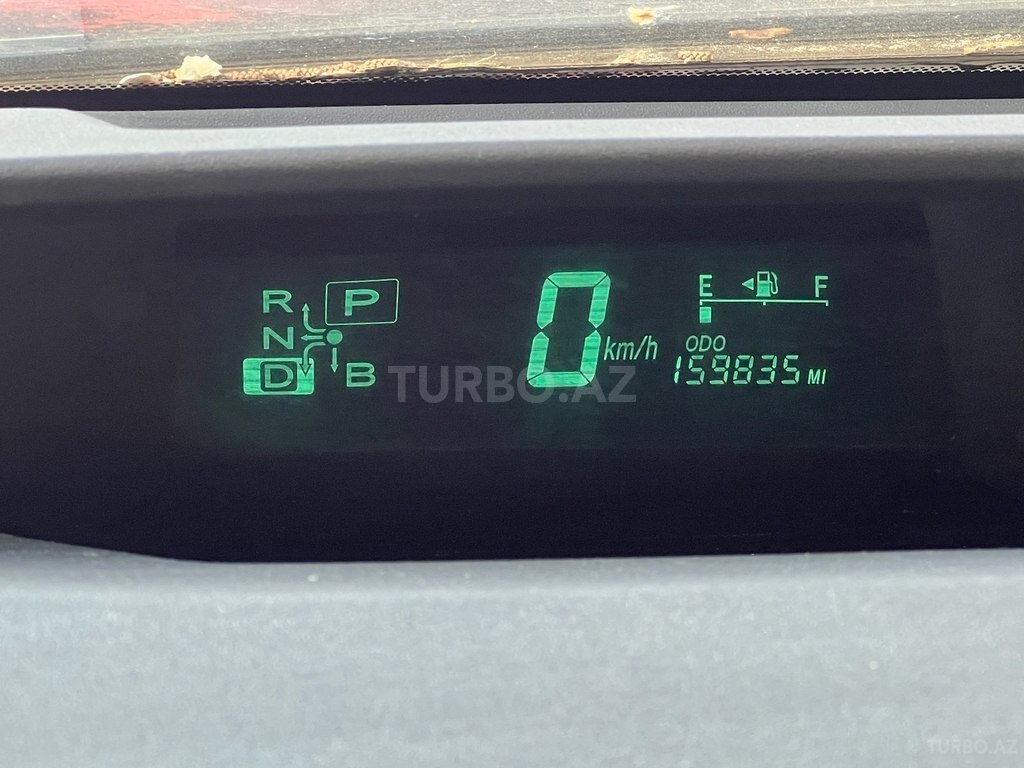 R P
N
D B
0 km/h
E F
ODO
159835 MI
TURBO.AZ
TURBO.AZ